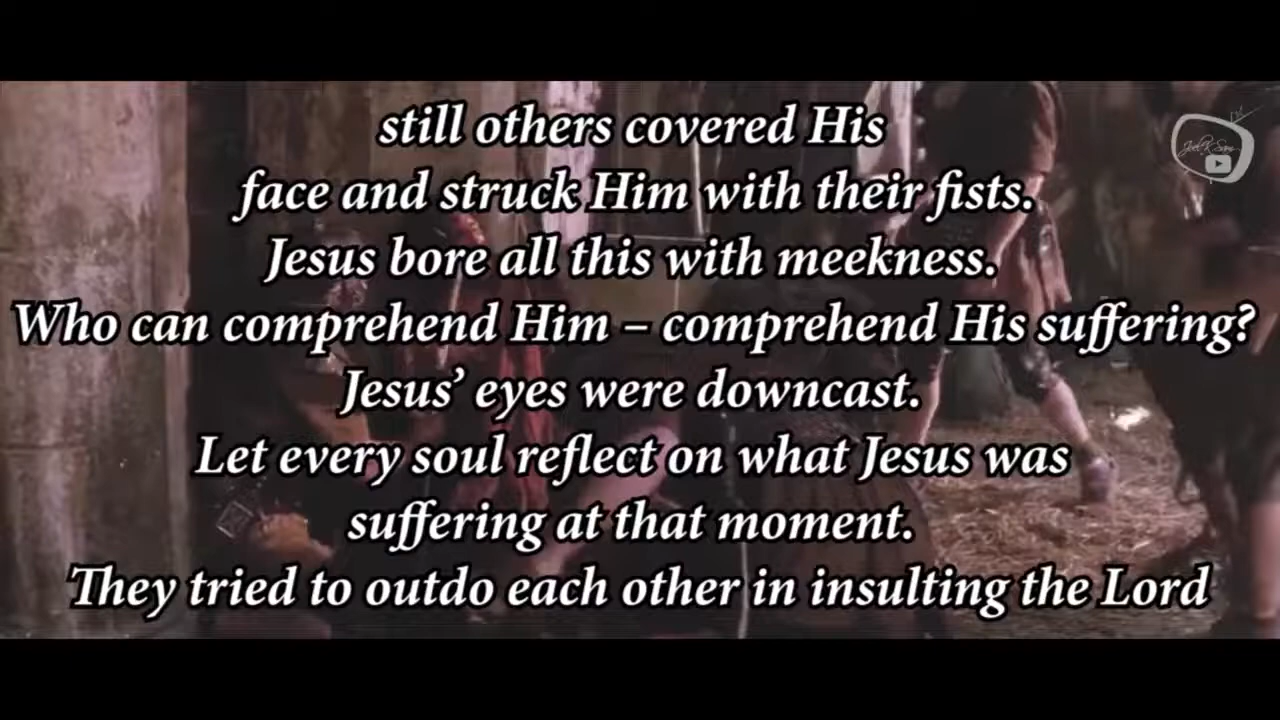 still others covered His
face and struck Him with their fists.
Jesus bore all this with meekness.
Who can comprehend Him – comprehend His suffering?
Jesus’ eyes were downcast.
Let every soul reflect on what Jesus was
suffering at that moment.
They tried to outdo each other in insulting the Lord